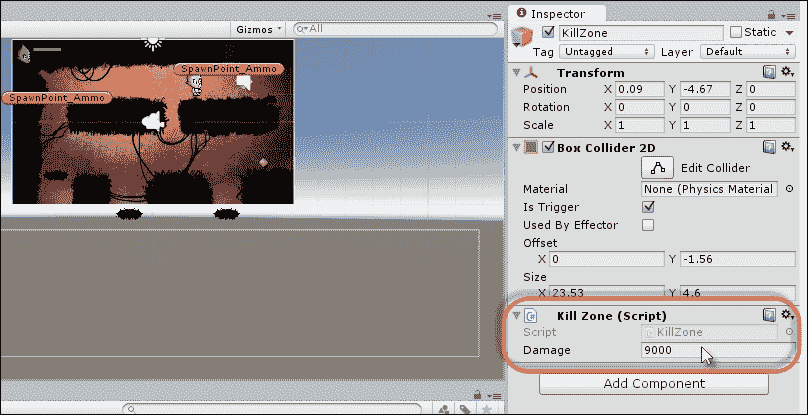 Inspector
Gizmos All
KillZone Static
Tag Untagged Layer Default
SpawnPoint_Ammo
SpawnPoint_Ammo
Transform
Position X 0.09 Y -4.67 Z 0
Rotation X 0 Y 0 Z 0
Scale X 1 Y 1 Z 1
Box Collider 2D
Edit Collider
Material None (Physics Material
Is Trigger
Used By Effector
Offset
X 0 Y -1.56
Size
X 23.53 Y 4.6
C# Kill Zone (Script)
Script KillZone
Damage 9000
Add Component